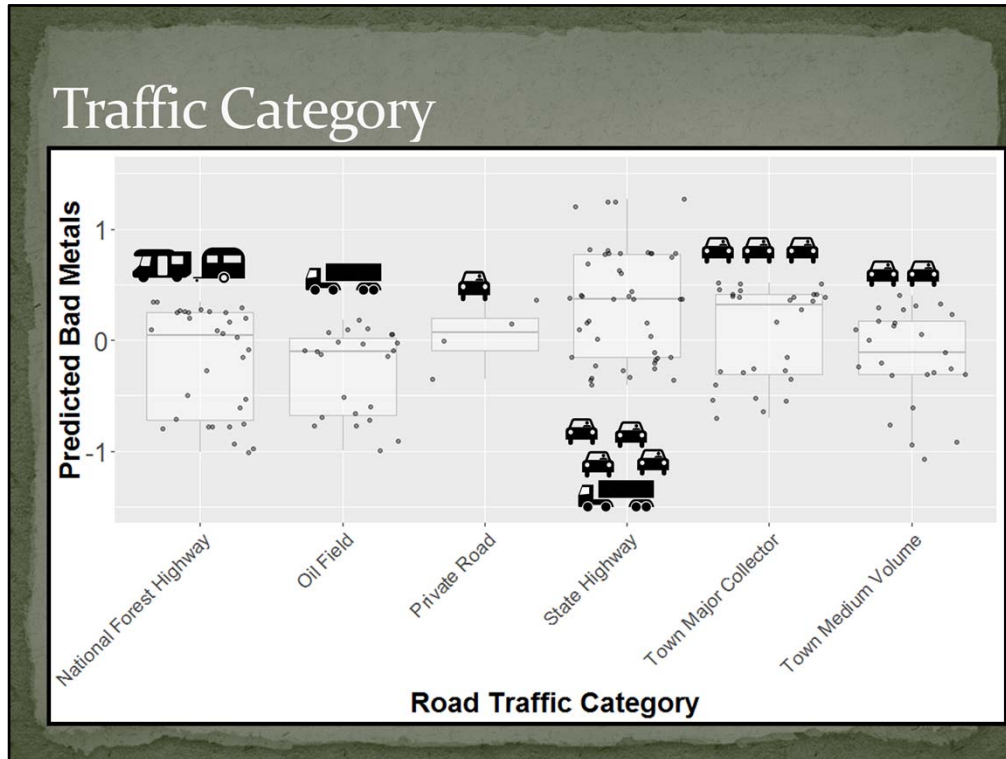 Traffic Category
Predicted Bad Metals
1
0
-1
National Forest Highway
Oil Field
Private Road
State Highway
Town Major Collector
Town Medium Volume
Road Traffic Category